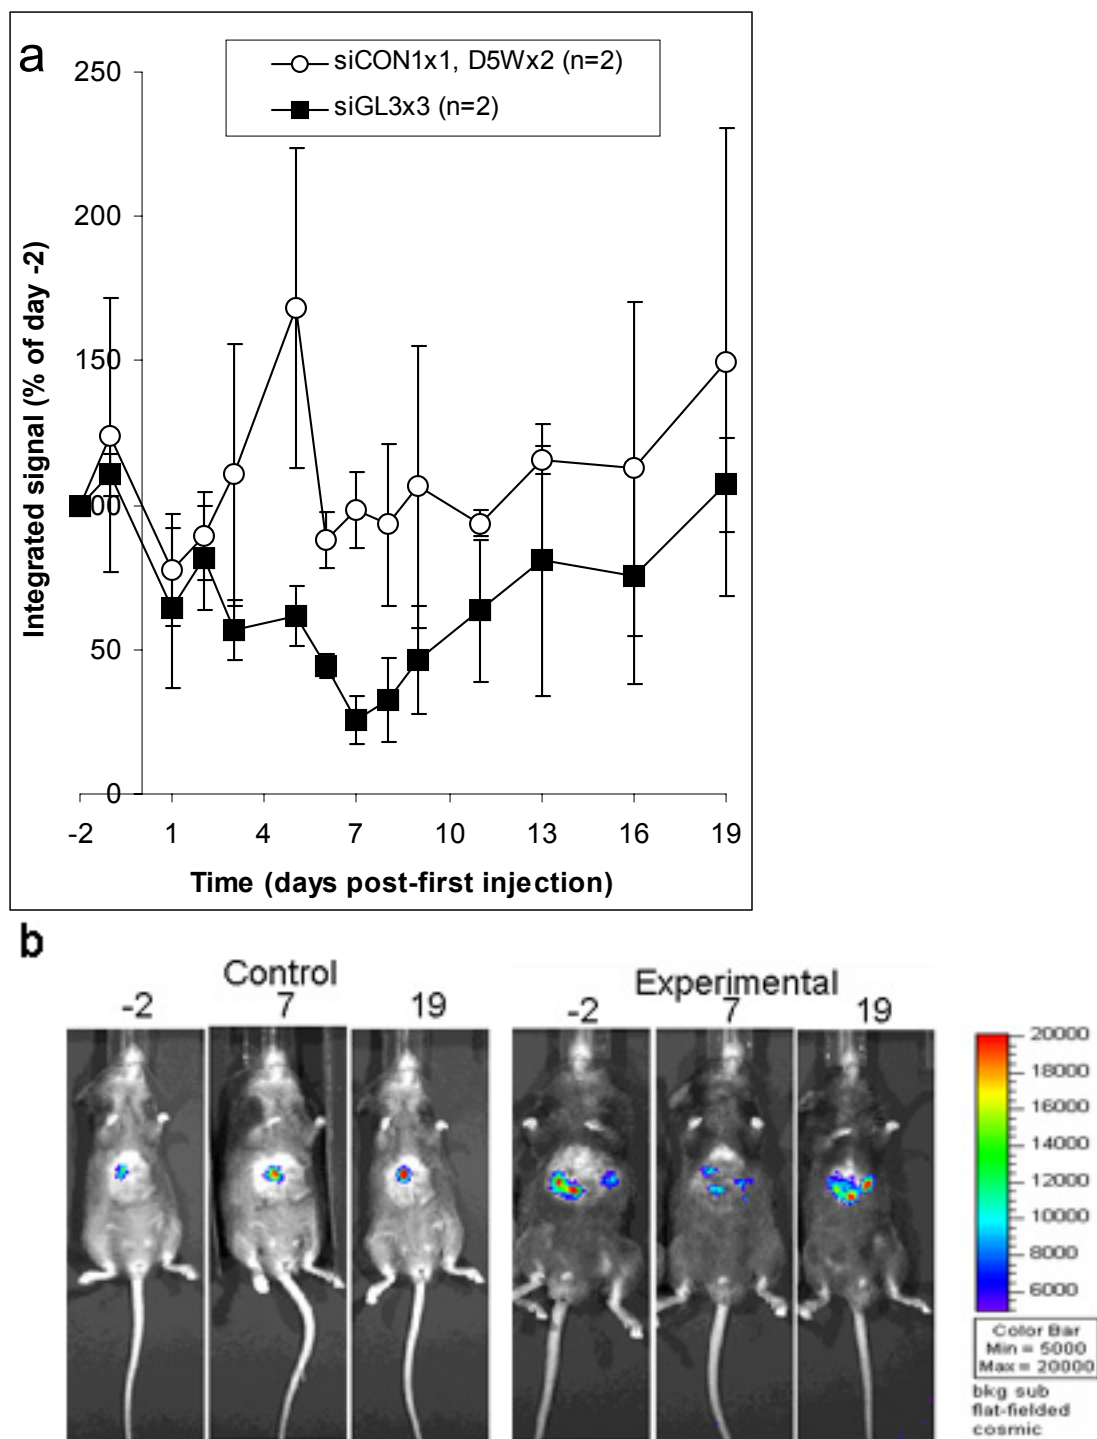 a
siCON1x1, D5Wx2 (n=2)
siGL3x3 (n=2)
Integrated signal (% of day -2)
250
200
150
100
50
0
-2 1 4 7 10 13 16 19
Time (days post-first injection)
b
Control Experimental
-2 7 19 -2 7 19
20000
18000
16000
14000
12000
10000
8000
6000
Color Bar
Min = 5000
Max = 20000
bkg sub
flat-fielded
cosmic